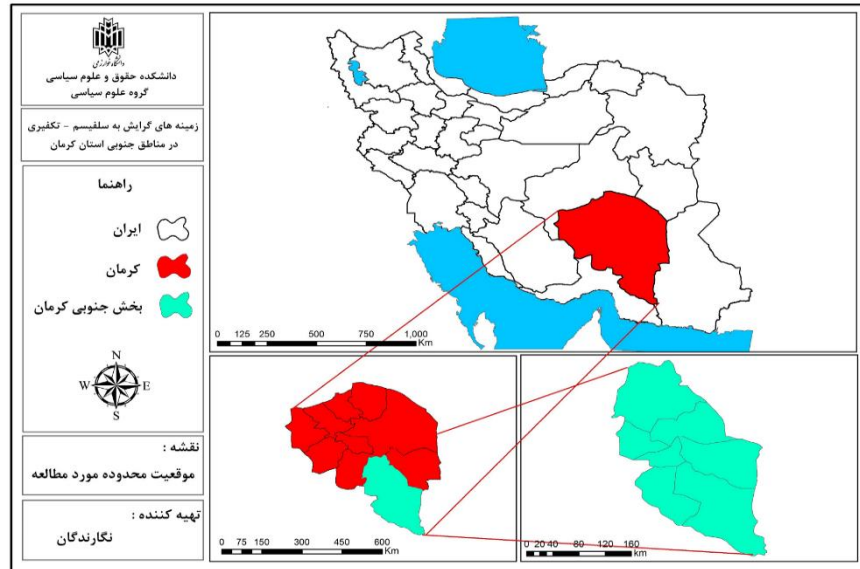 دانشگاه خوارزمی
دانشکده حقوق و علوم سیاسی
گروه علوم سیاسی
زمینه های گرایش به سلفیسم - تکفیری
در مناطق جنوبی استان کرمان
راهنما
ایران
کرمان
بخش جنوبی کرمان
N
W E
S
نقشه :
موقعیت محدوده مورد مطالعه
تهیه کننده :
نگارندگان
0 125 250 500 750 1,000
Km
0 75 150 300 450 600
Km
0 20 40 80 120 160
Km